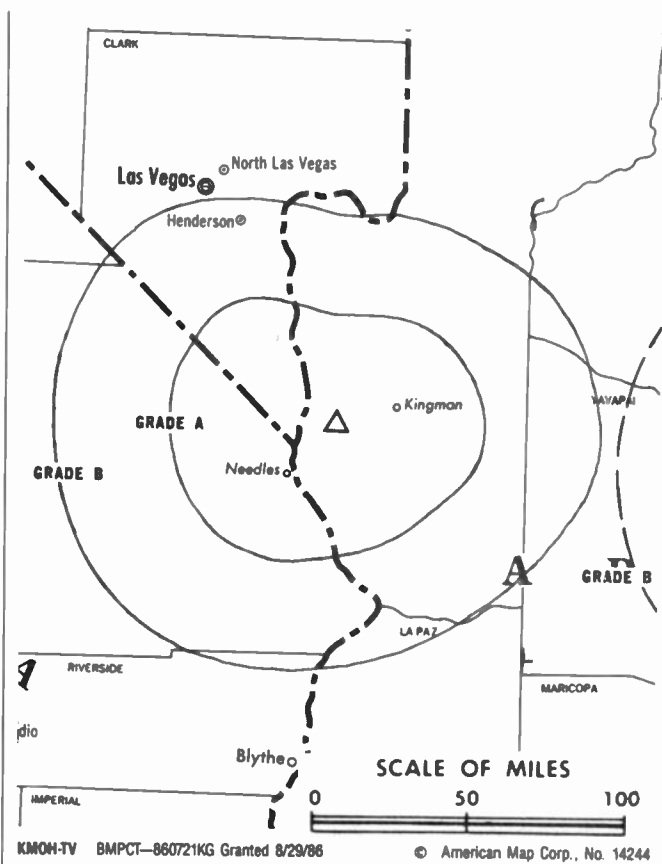 CLARK
North Las Vegas
Las Vegas
Henderson
Kingman
YAVAPAI
GRADE A
GRADE B
Needles
A
GRADE B
LA PAZ
RIVERSIDE
MARICOPA
dio
Blythe
SCALE OF MILES
IMPERIAL
0 50 100
KMOH-TV BMPCT—860721KG Granted 8/29/86 © American Map Corp., No. 14244